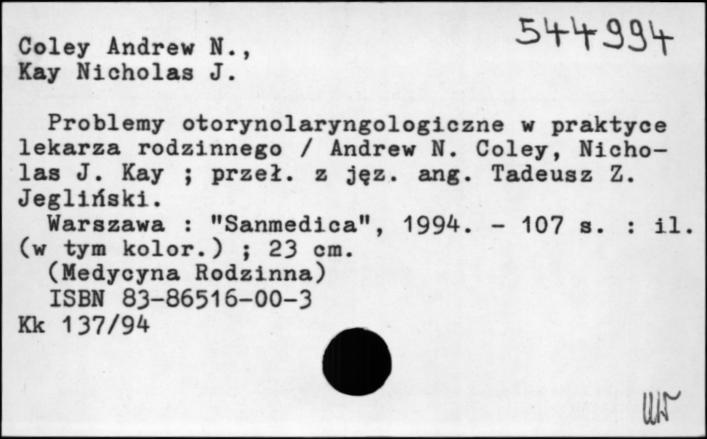 544994
Coley Andrew N.,
Kay Nicholas J.
Problemy otorynolaryngologiczne w praktyce
lekarza rodzinnego / Andrew N. Coley, Nicho-
las J. Kay ; przeł. z jęz. ang. Tadeusz Z.
Jegliński.
Warszawa : "Sanmedica", 1994. - 107 s. : il.
(w tym kolor.) ; 23 cm.
(Medycyna Rodzinna)
ISBN 83-86516-00-3
Kk 137/94